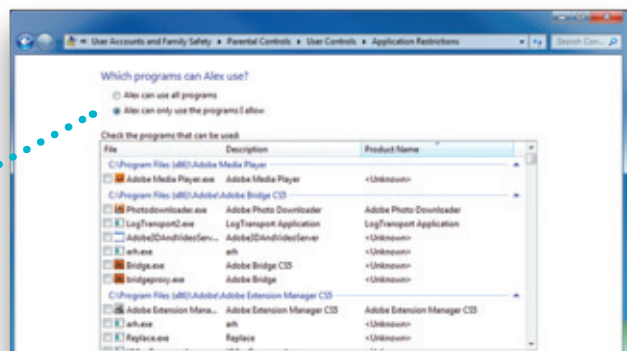 « User Accounts and Family Safety ▸ Parental Controls ▸ User Controls ▸ Application Restrictions Search Con...
Which programs can Alex use?
Alex can use all programs
Alex can only use the programs I allow
Check the programs that can be used:
File Description Product Name
C:\Program Files (x86)\Adobe Media Player
Adobe Media Player.exe Adobe Media Player <Unknown>
C:\Program Files (x86)\Adobe\Adobe Bridge CS5
Photodownloader.exe Adobe Photo Downloader Adobe Photo Downloader
LogTransport2.exe LogTransport Application LogTransport Application
Adobe3DAndVideoServ... Adobe3DAndVideoServer <Unknown>
arh.exe arh <Unknown>
Bridge.exe Adobe Bridge CS5 <Unknown>
bridgeproxy.exe Adobe Bridge <Unknown>
C:\Program Files (x86)\Adobe\Adobe Extension Manager CS5
Adobe Extension Mana... Adobe Extension Manager CS5 Adobe Extension Manager CS5
arh.exe arh <Unknown>
Replace.exe Replace <Unknown>